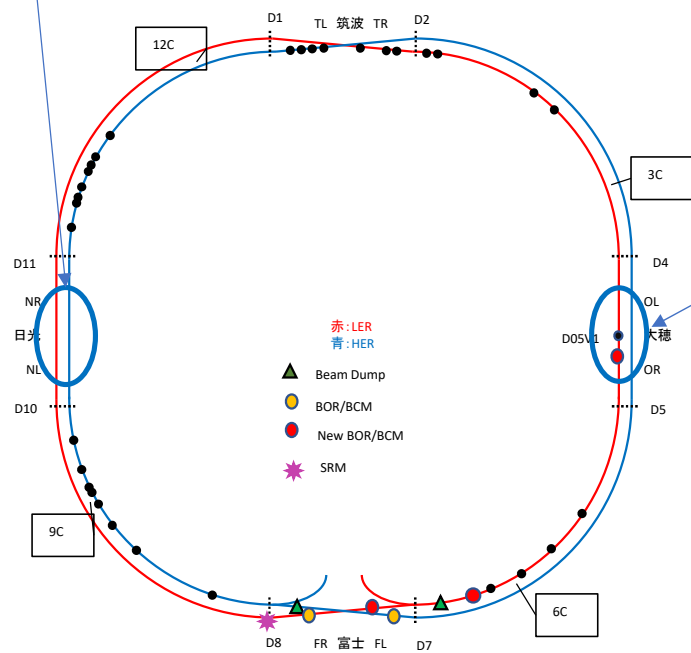 D1 TL 筑波 TR D2
12C
3C
D11 D4
NR OL
日光 D05V1 大穂
NL OR
赤:LER
青:HER
Beam Dump
D10 BOR/BCM D5
New BOR/BCM
SRM
9C
6C
D8 FR 富士 FL D7